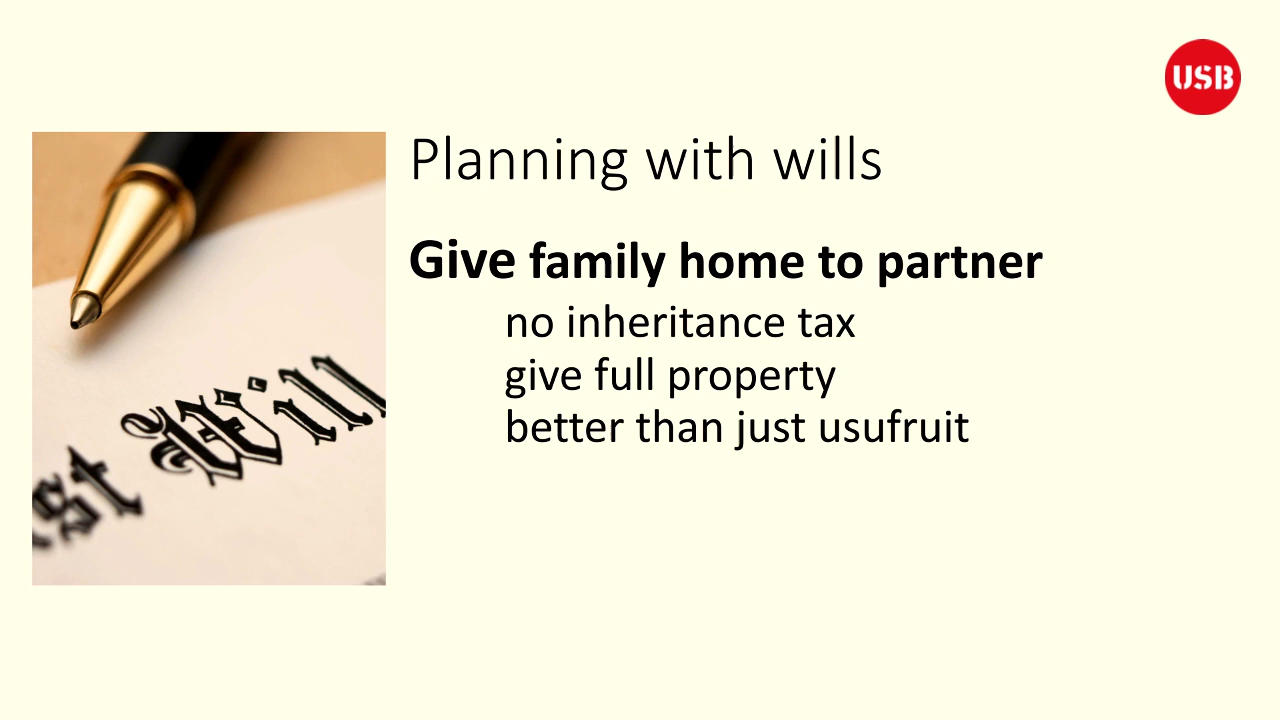 USB
Planning with wills
Give family home to partner
no inheritance tax
give full property
better than just usufruit
st Will